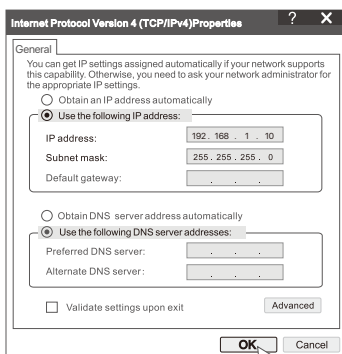 Internet Protocol Version 4 (TCP/IPv4)Properties ? X
General
You can get IP settings assigned automatically if your network supports
this capability. Otherwise, you need to ask your network administrator for
the appropriate IP settings.
Obtain an IP address automatically
Use the following IP address:
IP address: 192. 168 . 1 . 10
Subnet mask: 255. 255. 255. 0
Default gateway: . . .
Obtain DNS server address automatically
Use the following DNS server addresses:
Preferred DNS server: . . .
Alternate DNS server: . . .
Validate settings upon exit Advanced
OK Cancel